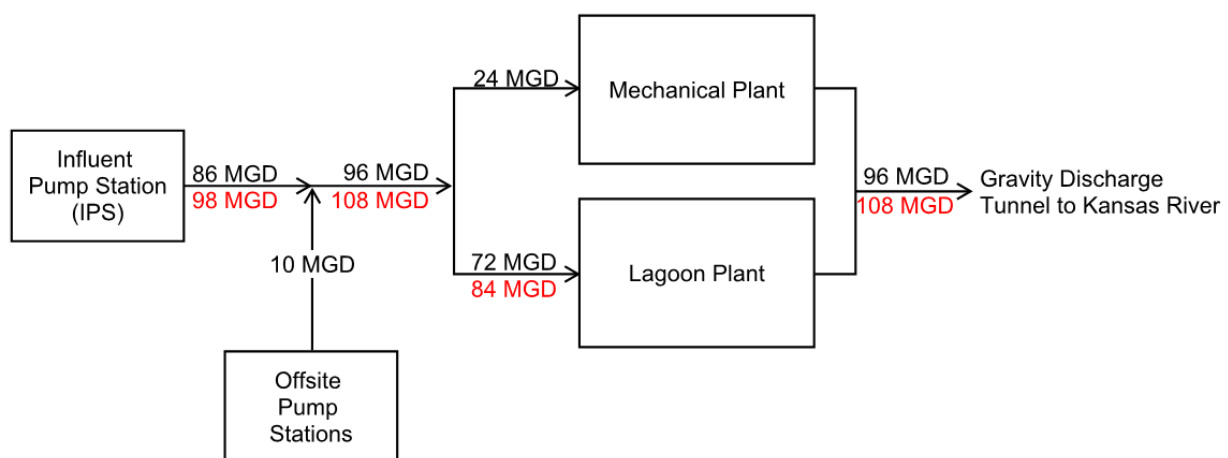 Influent
Pump Station
(IPS)
86 MGD
98 MGD
10 MGD
Offsite
Pump
Stations
96 MGD
108 MGD
24 MGD
Mechanical Plant
72 MGD
84 MGD
Lagoon Plant
96 MGD
108 MGD
Gravity Discharge
Tunnel to Kansas River